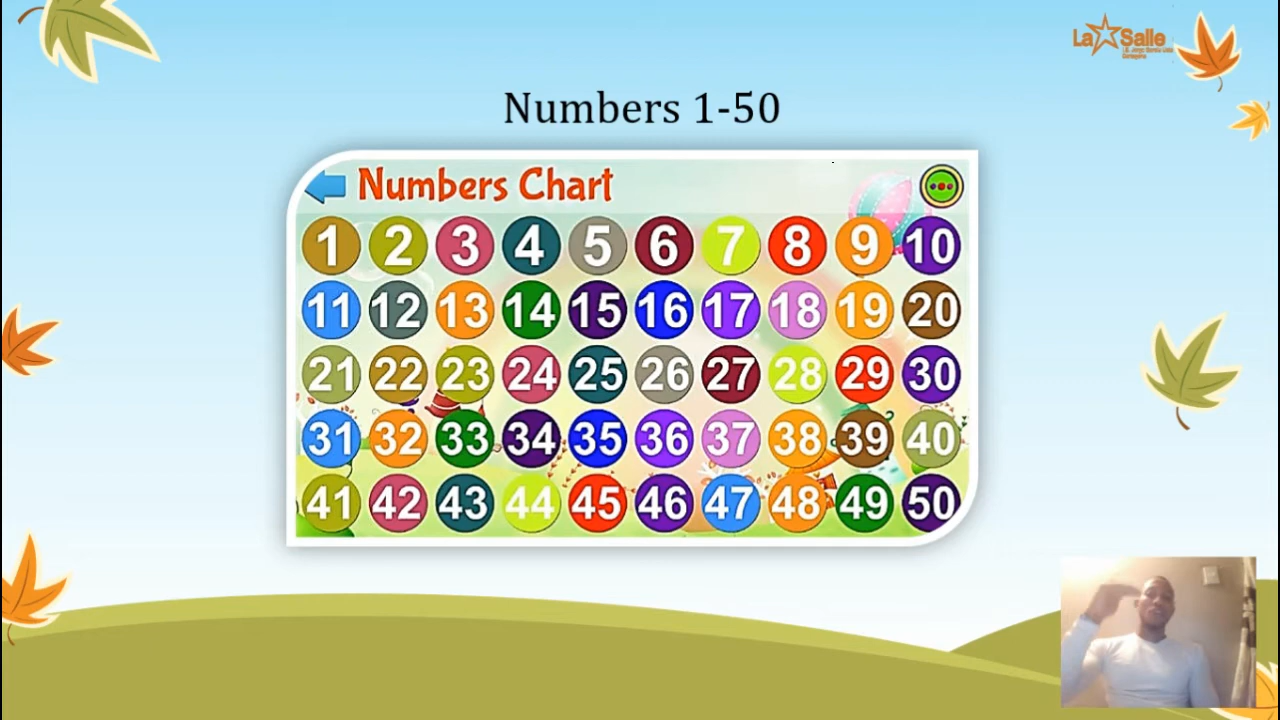 La Salle
Numbers 1-50
Numbers Chart
1 2 3 4 5 6 7 8 9 10
11 12 13 14 15 16 17 18 19 20
21 22 23 24 25 26 27 28 29 30
31 32 33 34 35 36 37 38 39 40
41 42 43 44 45 46 47 48 49 50